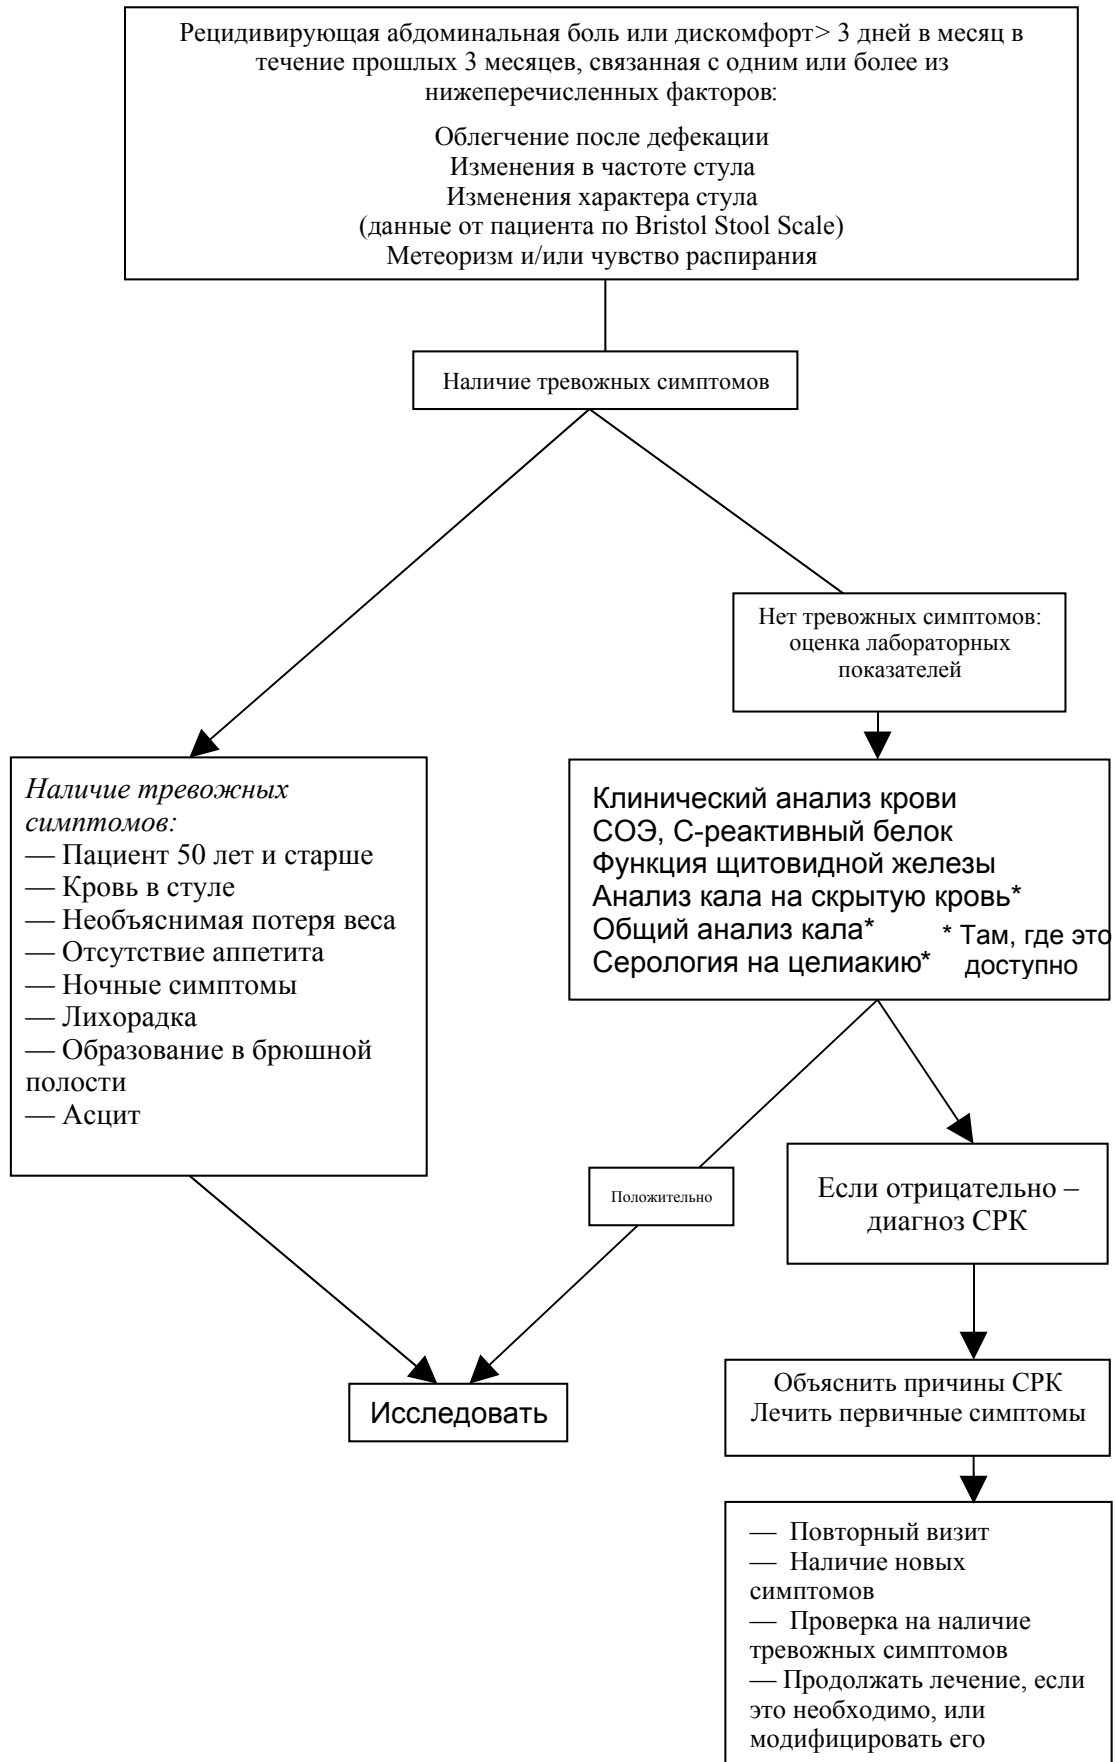 Рецидивирующая абдоминальная боль или дискомфорт> 3 дней в месяц в
течение прошлых 3 месяцев, связанная с одним или более из
нижеперечисленных факторов:
Облегчение после дефекации
Изменения в частоте стула
Изменения характера стула
(данные от пациента по Bristol Stool Scale)
Метеоризм и/или чувство распирания
Наличие тревожных симптомов
Нет тревожных симптомов:
оценка лабораторных
показателей
Наличие тревожных
симптомов:
— Пациент 50 лет и старше
— Кровь в стуле
— Необъяснимая потеря веса
— Отсутствие аппетита
— Ночные симптомы
— Лихорадка
— Образование в брюшной
полости
— Асцит
Клинический анализ крови
СОЭ, С-реактивный белок
Функция щитовидной железы
Анализ кала на скрытую кровь*
Общий анализ кала*
Серология на целиакию*
* Там, где это
доступно
Положительно
Если отрицательно –
диагноз СРК
Исследовать
Объяснить причины СРК
Лечить первичные симптомы
— Повторный визит
— Наличие новых
симптомов
— Проверка на наличие
тревожных симптомов
— Продолжать лечение, если
это необходимо, или
модифицировать его